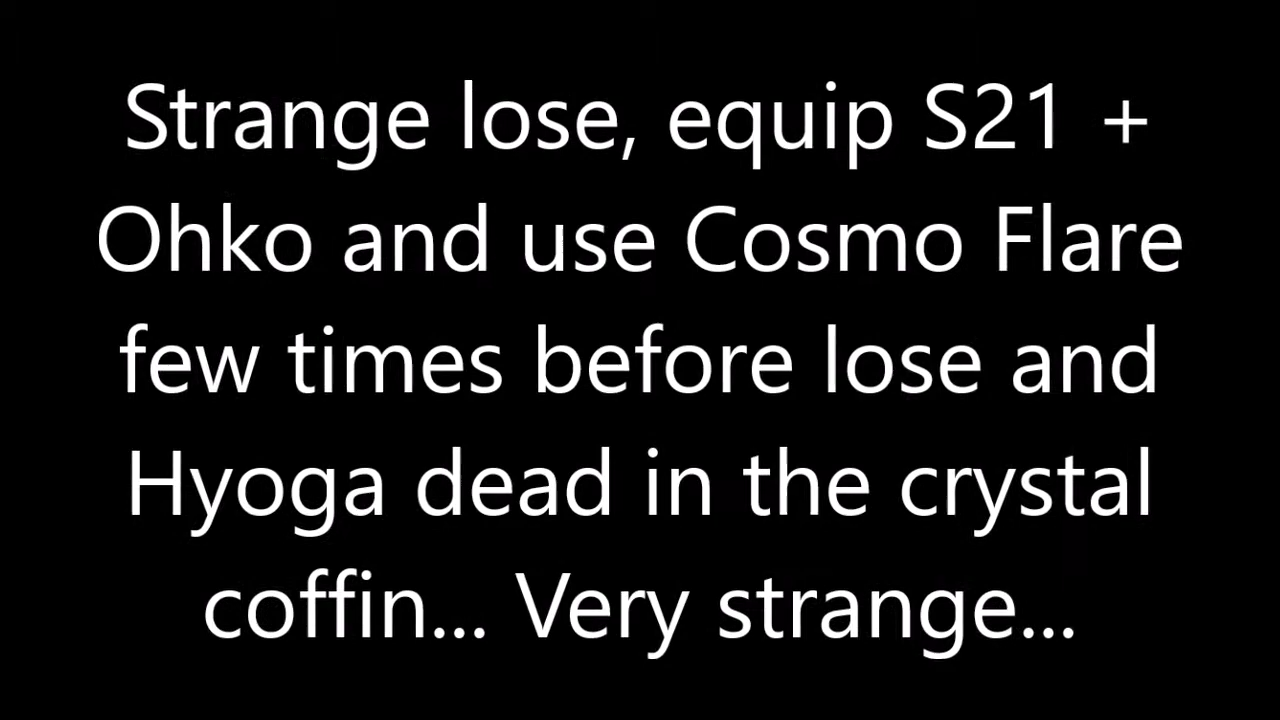 Strange lose, equip S21 +
Ohko and use Cosmo Flare
few times before lose and
Hyoga dead in the crystal
coffin... Very strange...